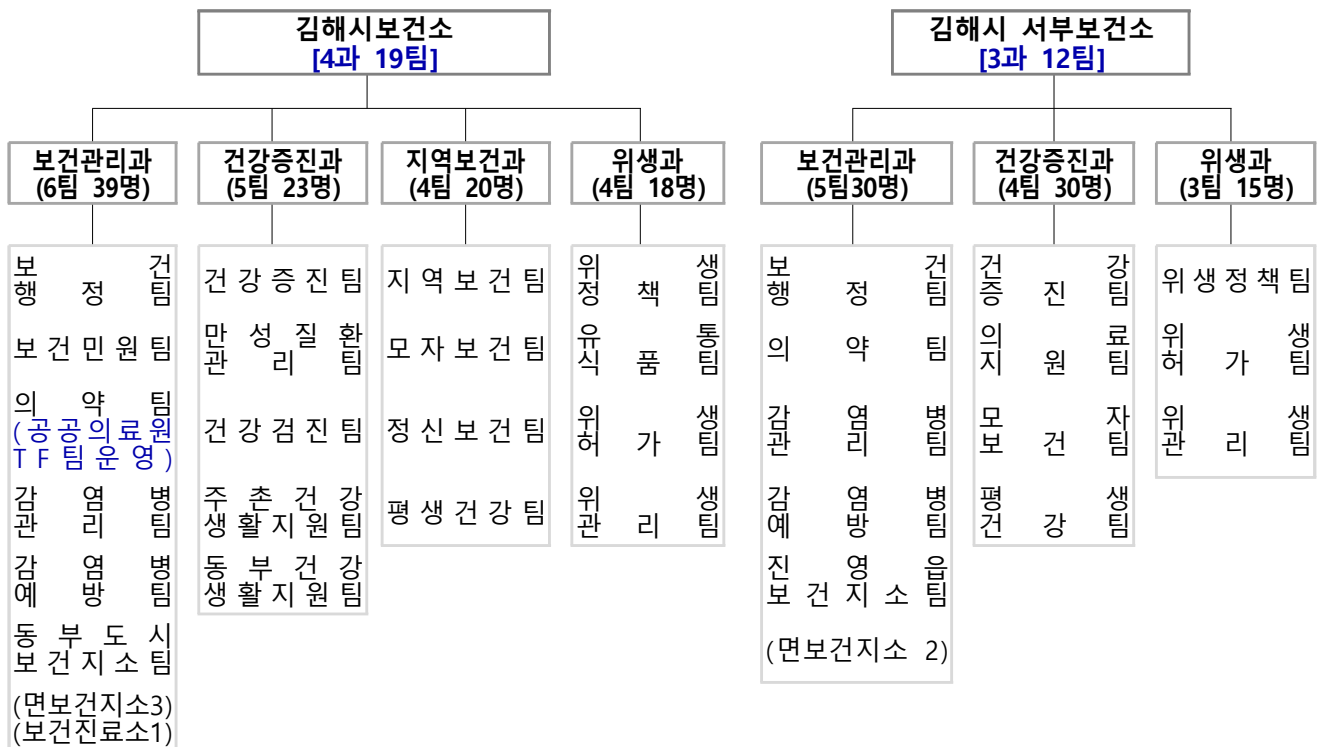 김해시보건소
[4과 19팀]
보건관리과
(6팀 39명)
보건
행정팀
보건민원팀
의약팀
(공공의료원
TF팀운영)
감염병
관리팀
감염병
예방팀
동부도시
보건지소팀
(면보건지소3)
(보건진료소1)
건강증진과
(5팀 23명)
건강증진팀
만성질환
관리팀
건강검진팀
주촌건강
생활지원팀
동부건강
생활지원팀
지역보건과
(4팀 20명)
지역보건팀
모자보건팀
정신보건팀
평생건강팀
위생과
(4팀 18명)
위생
정책팀
유통
식품팀
위생
허가팀
위생
관리팀
김해시 서부보건소
[3과 12팀]
보건관리과
(5팀30명)
보건
행정팀
의약팀
감염병
관리팀
감염병
예방팀
진영읍
보건지소팀
(면보건지소 2)
건강증진과
(4팀 30명)
건강
증진팀
의료
지원팀
모자
보건팀
평생
건강팀
위생과
(3팀 15명)
위생정책팀
위생
허가팀
위생
관리팀